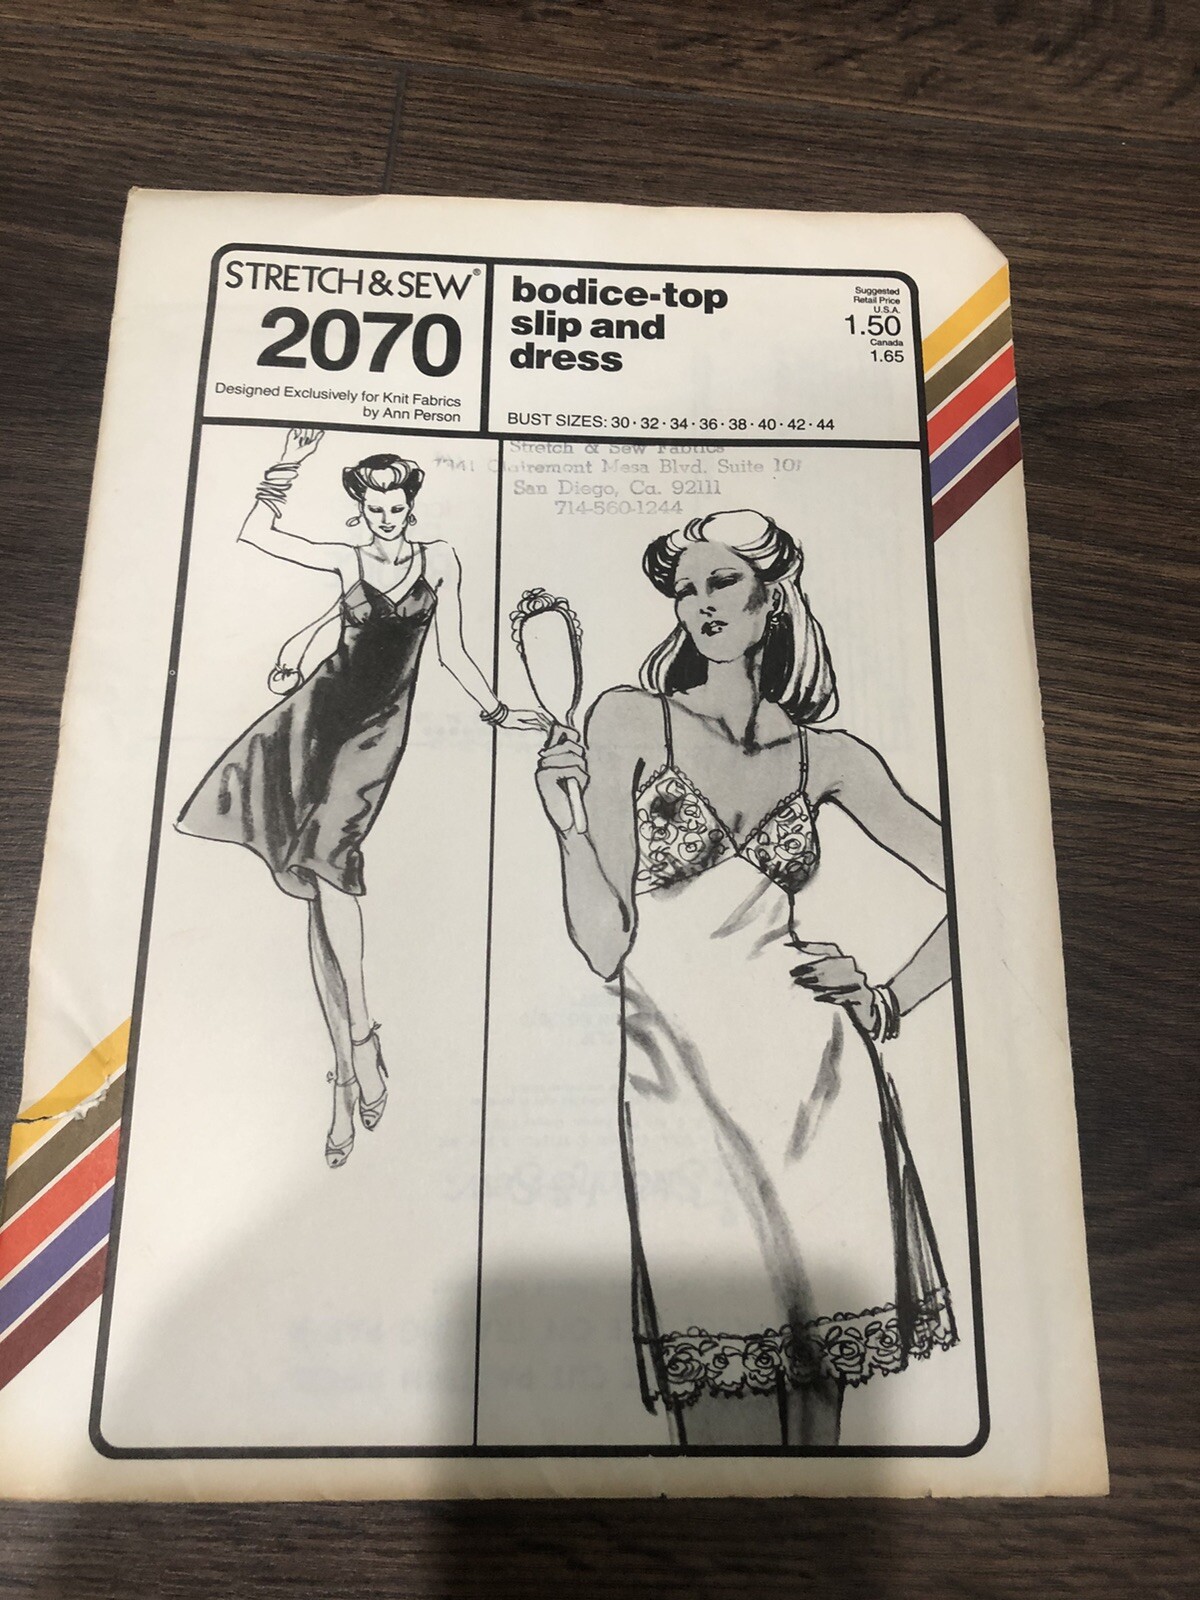 STRETCH & SEW®
2070
Designed Exclusively for Knit Fabrics
by Ann Person
bodice-top
slip and
dress
Suggested
Retail Price
U.S.A.
1.50
Canada
1.65
BUST SIZES: 30 · 32 · 34 · 36 · 38 · 40 · 42 · 44
Stretch & Sew Fabrics
Clairemont Mesa Blvd. Suite 101
San Diego, Ca. 92111
714-560-1244